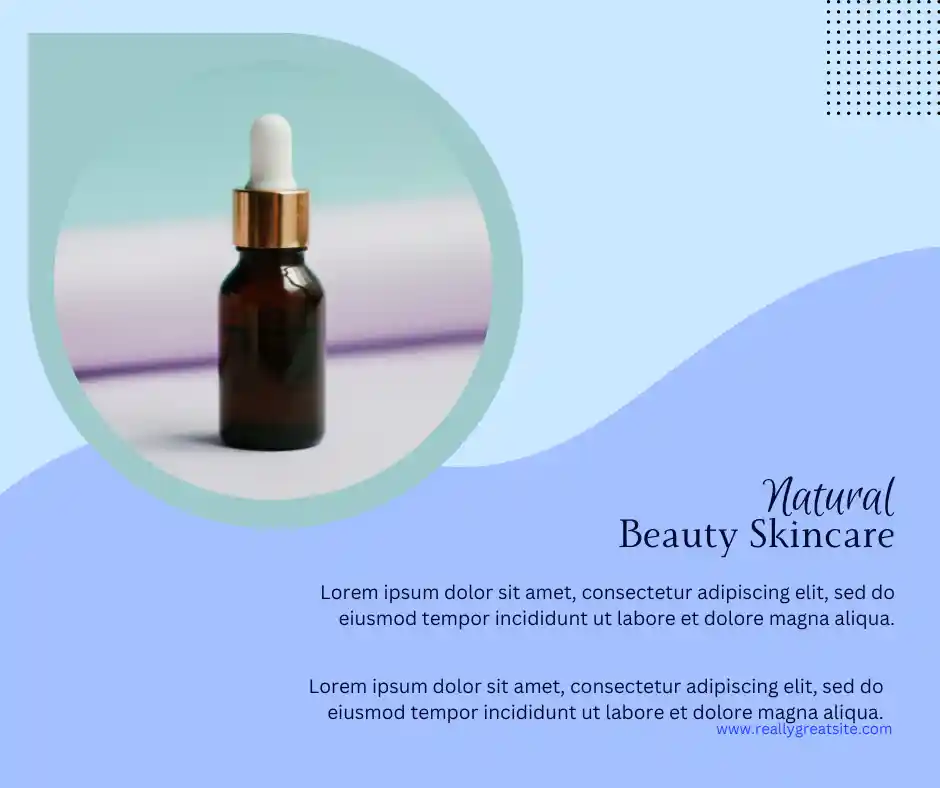 Natural
Beauty Skincare
Lorem ipsum dolor sit amet, consectetur adipiscing elit, sed do
eiusmod tempor incididunt ut labore et dolore magna aliqua.
Lorem ipsum dolor sit amet, consectetur adipiscing elit, sed do
eiusmod tempor incididunt ut labore et dolore magna aliqua.
www.reallygreatsite.com